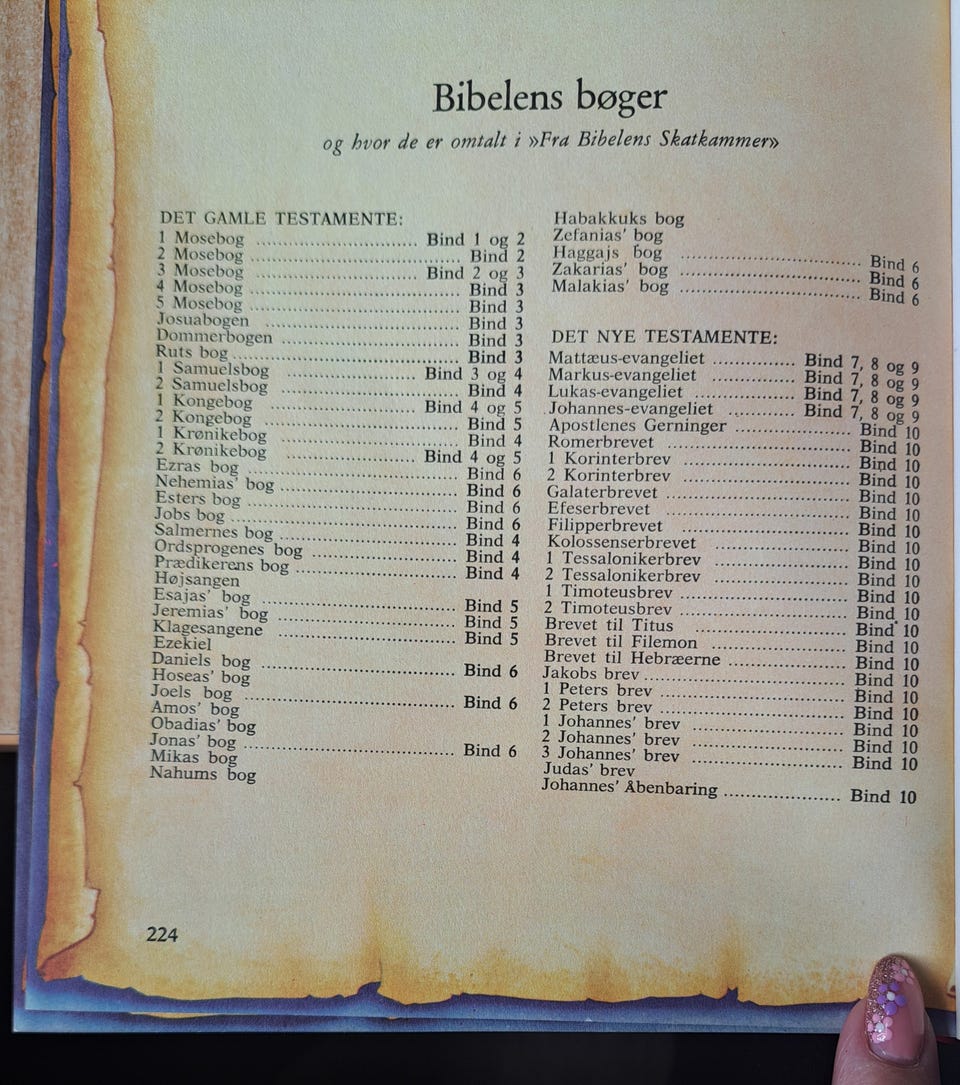 Bibelens bøger
og hvor de er omtalt i »Fra Bibelens Skatkammer»
DET GAMLE TESTAMENTE:
1 Mosebog ........................ Bind 1 og 2
2 Mosebog ........................ Bind 2
3 Mosebog ........................ Bind 2 og 3
4 Mosebog ........................ Bind 3
5 Mosebog ........................ Bind 3
Josuabogen ........................ Bind 3
Dommerbogen ........................ Bind 3
Ruts bog ........................ Bind 3
1 Samuelsbog ........................ Bind 3 og 4
2 Samuelsbog ........................ Bind 4
1 Kongebog ........................ Bind 4 og 5
2 Kongebog ........................ Bind 5
1 Krønikebog ........................ Bind 4
2 Krønikebog ........................ Bind 4 og 5
Ezras bog ........................ Bind 6
Nehemias' bog ........................ Bind 6
Esters bog ........................ Bind 6
Jobs bog ........................ Bind 6
Salmernes bog ........................ Bind 4
Ordsprogenes bog ........................ Bind 4
Prædikerens bog ........................ Bind 4
Højsangen
Esajas' bog ........................ Bind 5
Jeremias' bog ........................ Bind 5
Klagesangene ........................ Bind 5
Ezekiel
Daniels bog ........................ Bind 6
Hoseas' bog
Joels bog ........................ Bind 6
Amos' bog
Obadias' bog
Jonas' bog ........................ Bind 6
Mikas bog
Nahums bog
Habakkuks bog
Zefanias' bog
Haggajs bog ........................ Bind 6
Zakarias' bog ........................ Bind 6
Malakias' bog ........................ Bind 6
DET NYE TESTAMENTE:
Mattæus-evangeliet ............ Bind 7, 8 og 9
Markus-evangeliet ............ Bind 7, 8 og 9
Lukas-evangeliet ............ Bind 7, 8 og 9
Johannes-evangeliet ............ Bind 7, 8 og 9
Apostlenes Gerninger ............ Bind 10
Romerbrevet ........................ Bind 10
1 Korinterbrev ........................ Bind 10
2 Korinterbrev ........................ Bind 10
Galaterbrevet ........................ Bind 10
Efeserbrevet ........................ Bind 10
Filipperbrevet ........................ Bind 10
Kolossenserbrevet ........................ Bind 10
1 Tessalonikerbrev ........................ Bind 10
2 Tessalonikerbrev ........................ Bind 10
1 Timoteusbrev ........................ Bind 10
2 Timoteusbrev ........................ Bind 10
Brevet til Titus ........................ Bind 10
Brevet til Filemon ........................ Bind 10
Brevet til Hebræerne ........................ Bind 10
Jakobs brev ........................ Bind 10
1 Peters brev ........................ Bind 10
2 Peters brev ........................ Bind 10
1 Johannes' brev ........................ Bind 10
2 Johannes' brev ........................ Bind 10
3 Johannes' brev ........................ Bind 10
Judas' brev
Johannes' Åbenbaring ............ Bind 10
224